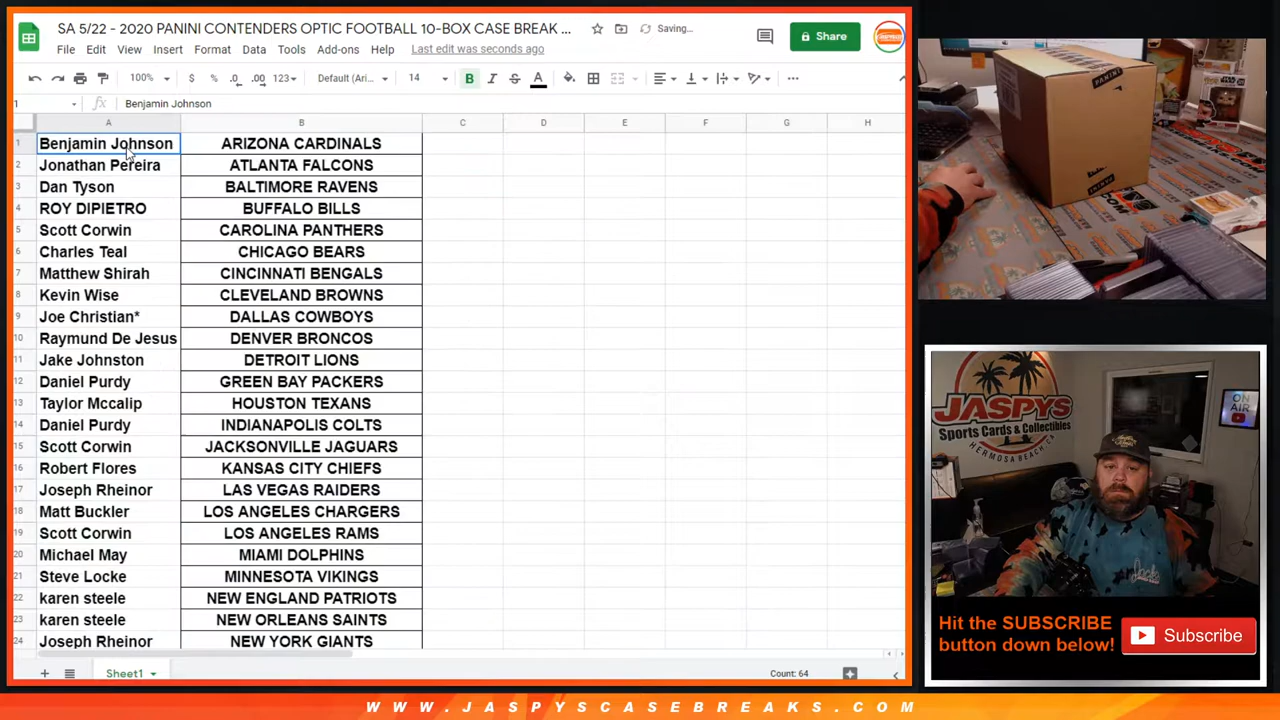 SA 5/22 - 2020 PANINI CONTENDERS OPTIC FOOTBALL 10-BOX CASE BREAK ...
Saving...
Share
File Edit View Insert Format Data Tools Add-ons Help Last edit was seconds ago
100% $ % .0 .00 123 Default (Ari... 14 B I S A
1 fx Benjamin Johnson
A B C D E F G H
1 Benjamin Johnson ARIZONA CARDINALS
2 Jonathan Pereira ATLANTA FALCONS
3 Dan Tyson BALTIMORE RAVENS
4 ROY DIPIETRO BUFFALO BILLS
5 Scott Corwin CAROLINA PANTHERS
6 Charles Teal CHICAGO BEARS
7 Matthew Shirah CINCINNATI BENGALS
8 Kevin Wise CLEVELAND BROWNS
9 Joe Christian* DALLAS COWBOYS
10 Raymund De Jesus DENVER BRONCOS
11 Jake Johnston DETROIT LIONS
12 Daniel Purdy GREEN BAY PACKERS
13 Taylor Mccalip HOUSTON TEXANS
14 Daniel Purdy INDIANAPOLIS COLTS
15 Scott Corwin JACKSONVILLE JAGUARS
16 Robert Flores KANSAS CITY CHIEFS
17 Joseph Rheinor LAS VEGAS RAIDERS
18 Matt Buckler LOS ANGELES CHARGERS
19 Scott Corwin LOS ANGELES RAMS
20 Michael May MIAMI DOLPHINS
21 Steve Locke MINNESOTA VIKINGS
22 karen steele NEW ENGLAND PATRIOTS
23 karen steele NEW ORLEANS SAINTS
24 Joseph Rheinor NEW YORK GIANTS
Sheet1
Count: 64
PANINI
PANINI
JASPYS
Sports Cards & Collectibles
HERMOSA BEACH, CA
ON AIR
Hit the SUBSCRIBE
button down below!
Subscribe
WWW.JASPYSCASEBREAKS.COM